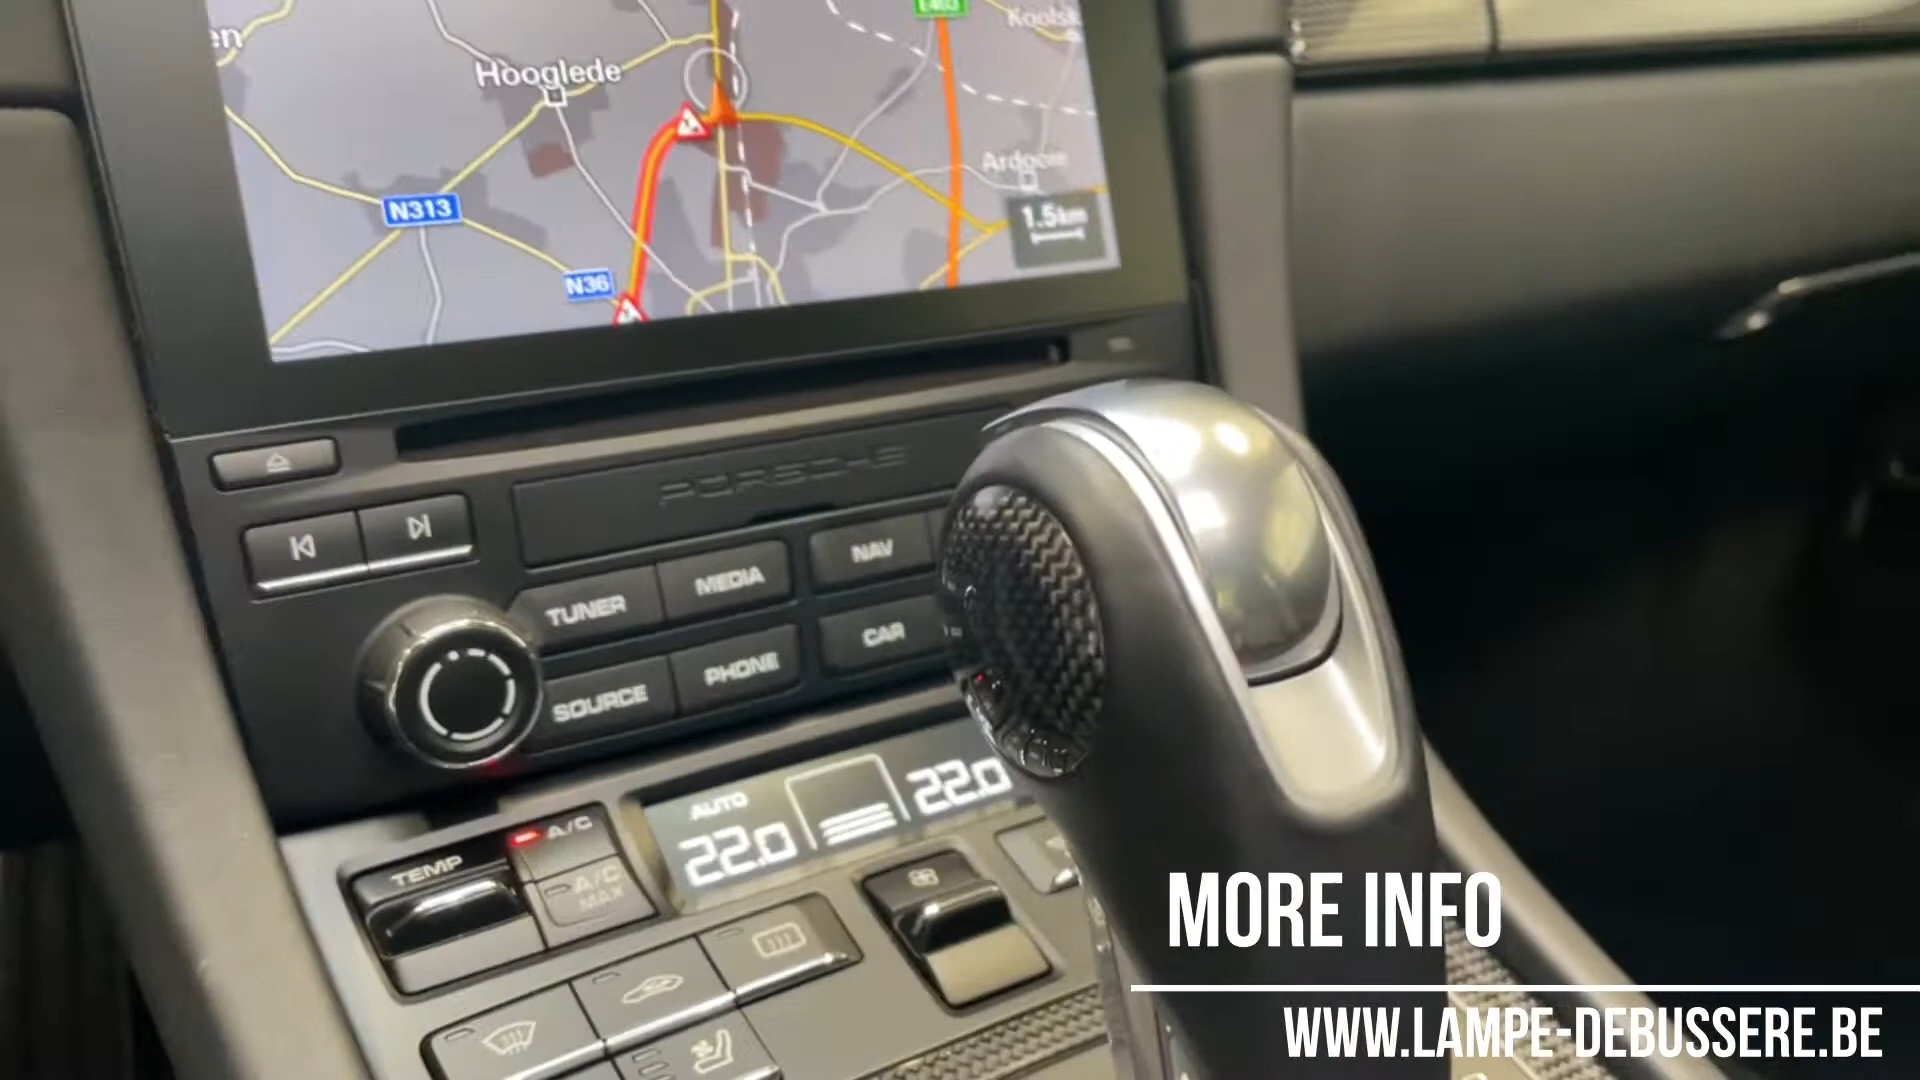 E403
Hooglede
Ardooie
N313
1.5km
N36
PORSCHE
NAV
MEDIA
TUNER
CAR
PHONE
SOURCE
AUTO
22.0
22.0
A/C
TEMP
A/C
MAX
MORE INFO
WWW.LAMPE-DEBUSSERE.BE